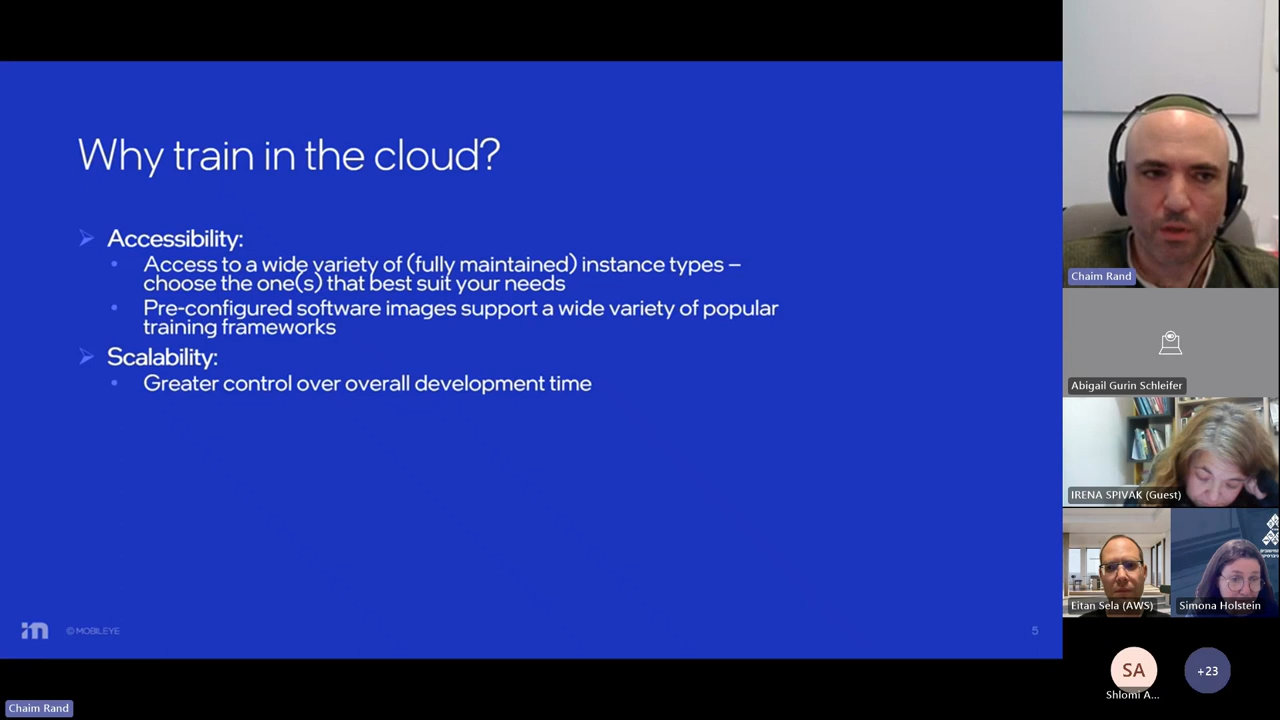 Why train in the cloud?
Accessibility:
Access to a wide variety of (fully maintained) instance types –
choose the one(s) that best suit your needs
Pre-configured software images support a wide variety of popular
training frameworks
Scalability:
Greater control over overall development time
© MOBILEYE
5
Chaim Rand
Chaim Rand
Abigail Gurin Schleifer
IRENA SPIVAK (Guest)
Eitan Sela (AWS)
Simona Holstein
SA
Shlomi A...
+23